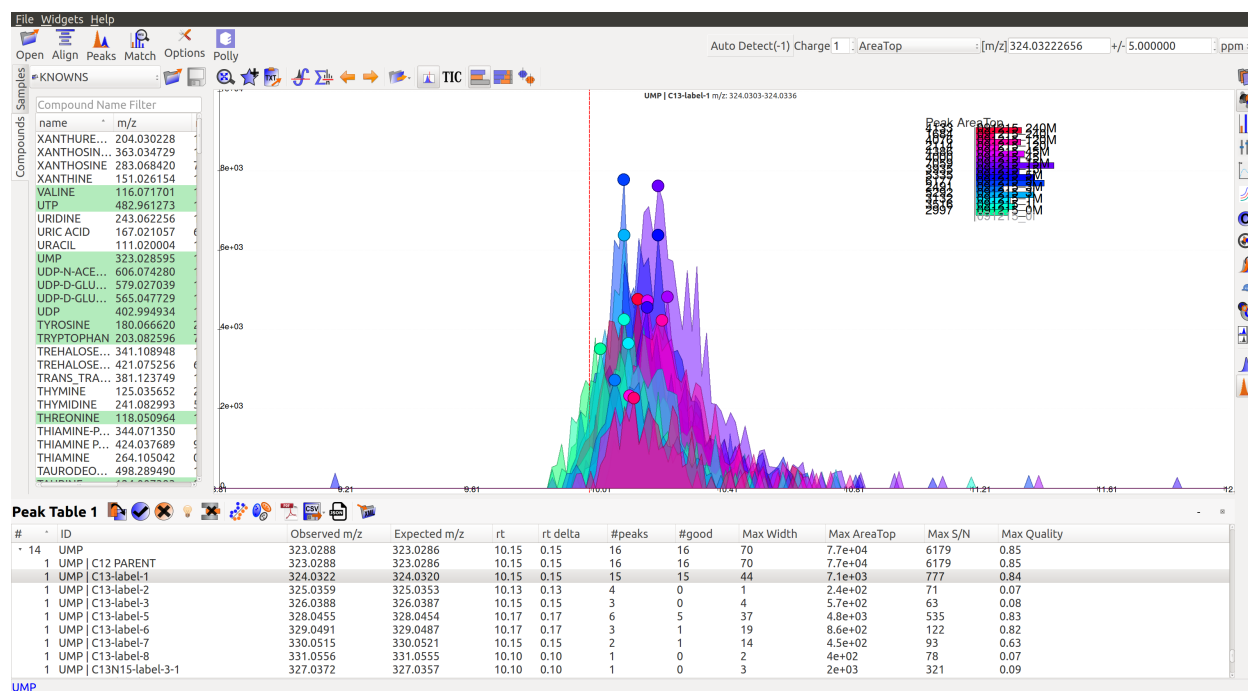 File Widgets Help
Open Align Peaks Match Options Polly
Auto Detect(-1) Charge 1 AreaTop [m/z] 324.03222656 +/- 5.000000 ppm
Samples
Compounds
KNOWNS
TIC
Compound Name Filter
name m/z
XANTHURE... 204.030228
XANTHOSIN... 363.034729
XANTHOSINE 283.068420
XANTHINE 151.026154
VALINE 116.071701
UTP 482.961273
URIDINE 243.062256
URIC ACID 167.021057
URACIL 111.020004
UMP 323.028595
UDP-N-ACE... 606.074280
UDP-D-GLU... 579.027039
UDP-D-GLU... 565.047729
UDP 402.994934
TYROSINE 180.066620
TRYPTOPHAN 203.082596
TREHALOSE... 341.108948
TREHALOSE... 421.075256
TRANS_TRA... 381.123749
THYMINE 125.035652
THYMIDINE 241.082993
THREONINE 118.050964
THIAMINE-P... 344.071350
THIAMINE P... 424.037689
THIAMINE 264.105042
TAURODEO... 498.289490
UMP | C13-label-1 m/z: 324.0303-324.0336
Peak AreaTop
2997
8e+03
6e+03
4e+03
2e+03
9.21 9.61 10.01 10.41 10.81 11.21 11.61 12.
Peak Table 1
PDF CSV JSON XML
# ID Observed m/z Expected m/z rt rt delta #peaks #good Max Width Max AreaTop Max S/N Max Quality
14 UMP 323.0288 323.0286 10.15 0.15 16 16 70 7.7e+04 6179 0.85
1 UMP | C12 PARENT 323.0288 323.0286 10.15 0.15 16 16 70 7.7e+04 6179 0.85
1 UMP | C13-label-1 324.0322 324.0320 10.15 0.15 15 15 44 7.1e+03 777 0.84
1 UMP | C13-label-2 325.0359 325.0353 10.13 0.13 4 0 1 2.4e+02 71 0.07
1 UMP | C13-label-3 326.0388 326.0387 10.15 0.15 3 0 4 5.7e+02 63 0.08
1 UMP | C13-label-5 328.0455 328.0454 10.17 0.17 6 5 37 4.8e+03 535 0.83
1 UMP | C13-label-6 329.0491 329.0487 10.17 0.17 3 1 19 8.6e+02 122 0.82
1 UMP | C13-label-7 330.0515 330.0521 10.15 0.15 2 1 14 4.5e+02 93 0.63
1 UMP | C13-label-8 331.0556 331.0555 10.10 0.10 1 0 2 4e+02 78 0.07
1 UMP | C13N15-label-3-1 327.0372 327.0357 10.10 0.10 1 0 3 2e+03 321 0.09
UMP